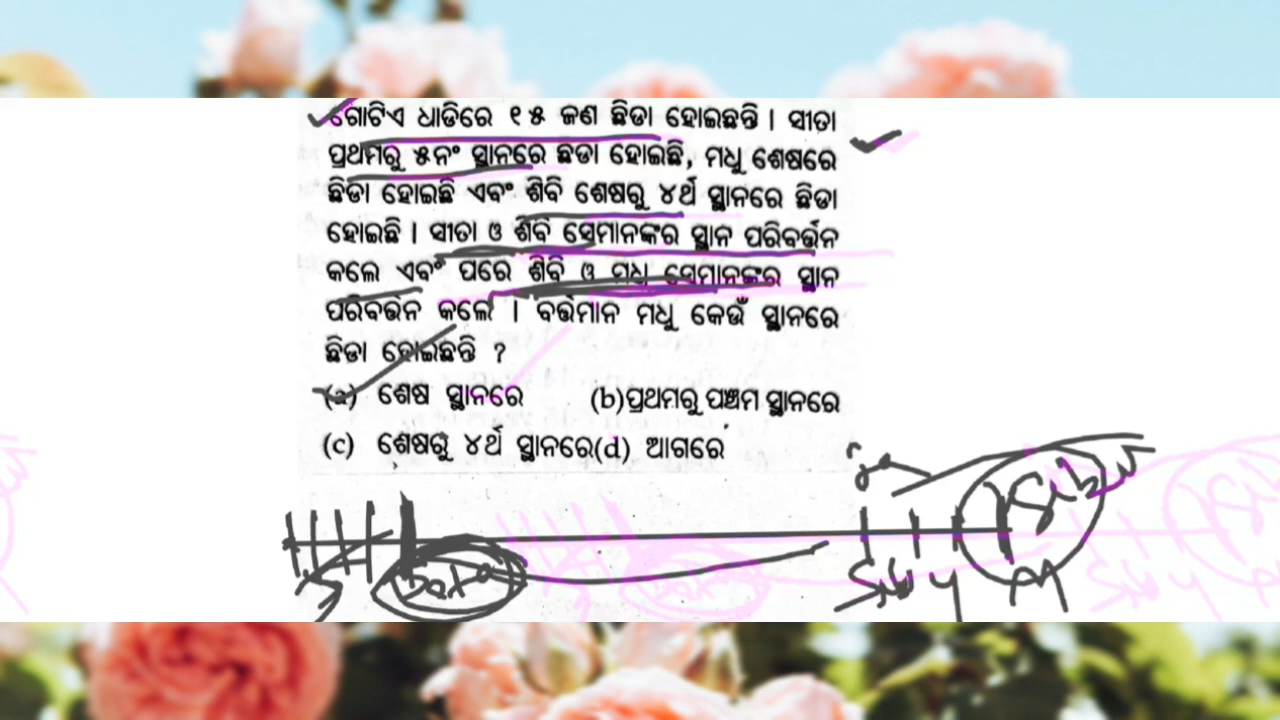 ଗୋଟିଏ ଧାଡିରେ ୧୫ ଜଣ ଛିଡା ହୋଇଛନ୍ତି । ସୀତା
ପ୍ରଥମରୁ ୫ନଂ ସ୍ଥାନରେ ଛିଡା ହୋଇଛି, ମଧୁ ଶେଷରେ
ଛିଡା ହୋଇଛି ଏବଂ ଶିବି ଶେଷରୁ ୪ର୍ଥ ସ୍ଥାନରେ ଛିଡା
ହୋଇଛି । ସୀତା ଓ ଶିବି ସେମାନଙ୍କର ସ୍ଥାନ ପରିବର୍ତ୍ତନ
କଲେ ଏବଂ ପରେ ଶିବି ଓ ମଧୁ ସେମାନଙ୍କର ସ୍ଥାନ
ପରିବର୍ତ୍ତନ କଲେ । ବର୍ତ୍ତମାନ ମଧୁ କେଉଁ ସ୍ଥାନରେ
ଛିଡା ହୋଇଛନ୍ତି ?
(a) ଶେଷ ସ୍ଥାନରେ (b) ପ୍ରଥମରୁ ପଞ୍ଚମ ସ୍ଥାନରେ
(c) ଶେଷରୁ ୪ର୍ଥ ସ୍ଥାନରେ (d) ଆଗରେ